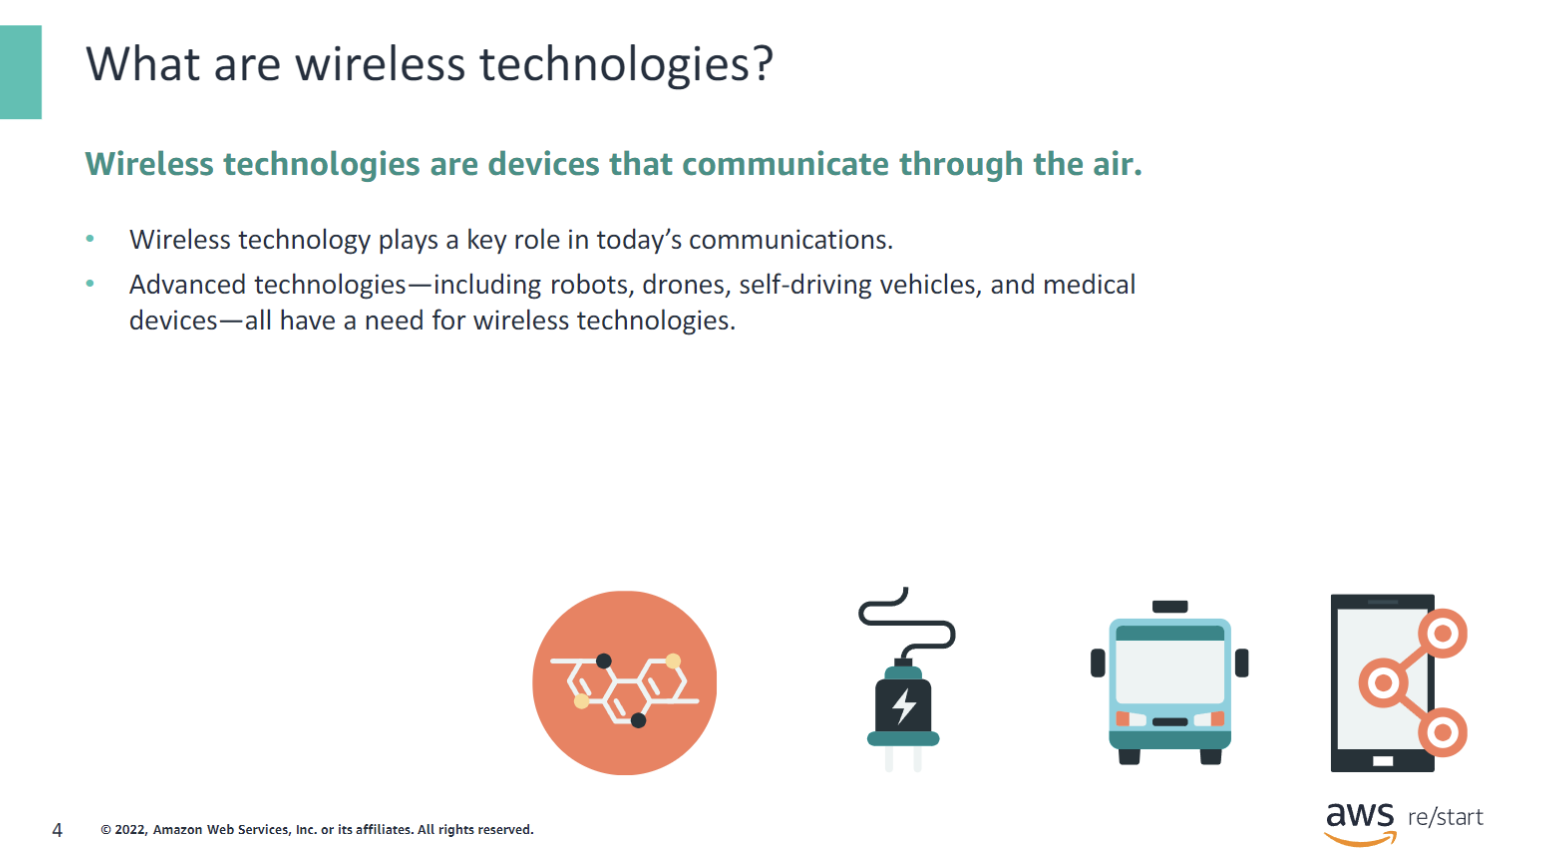 What are wireless technologies?
Wireless technologies are devices that communicate through the air.
• Wireless technology plays a key role in today’s communications.
• Advanced technologies—including robots, drones, self-driving vehicles, and medical
devices—all have a need for wireless technologies.
4
© 2022, Amazon Web Services, Inc. or its affiliates. All rights reserved.
aws re/start